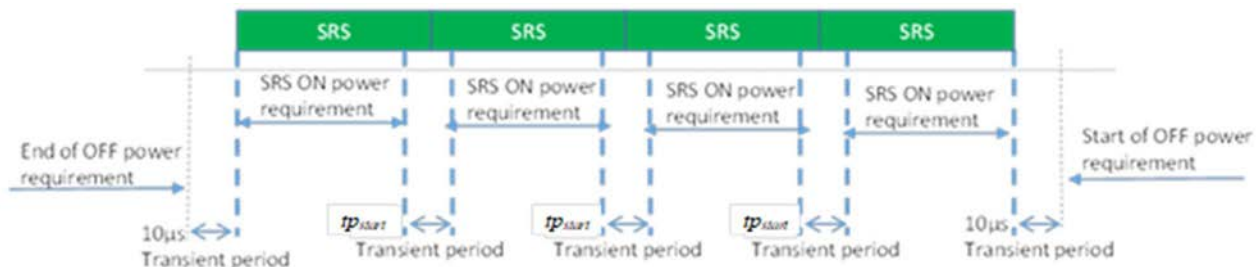 SRS SRS SRS SRS
SRS ON power
requirement
SRS ON power
requirement
SRS ON power
requirement
SRS ON power
requirement
End of OFF power
requirement
Start of OFF power
requirement
10µs
Transient period
tpstart
Transient period
tpstart
Transient period
tpstart
Transient period
10µs
Transient period